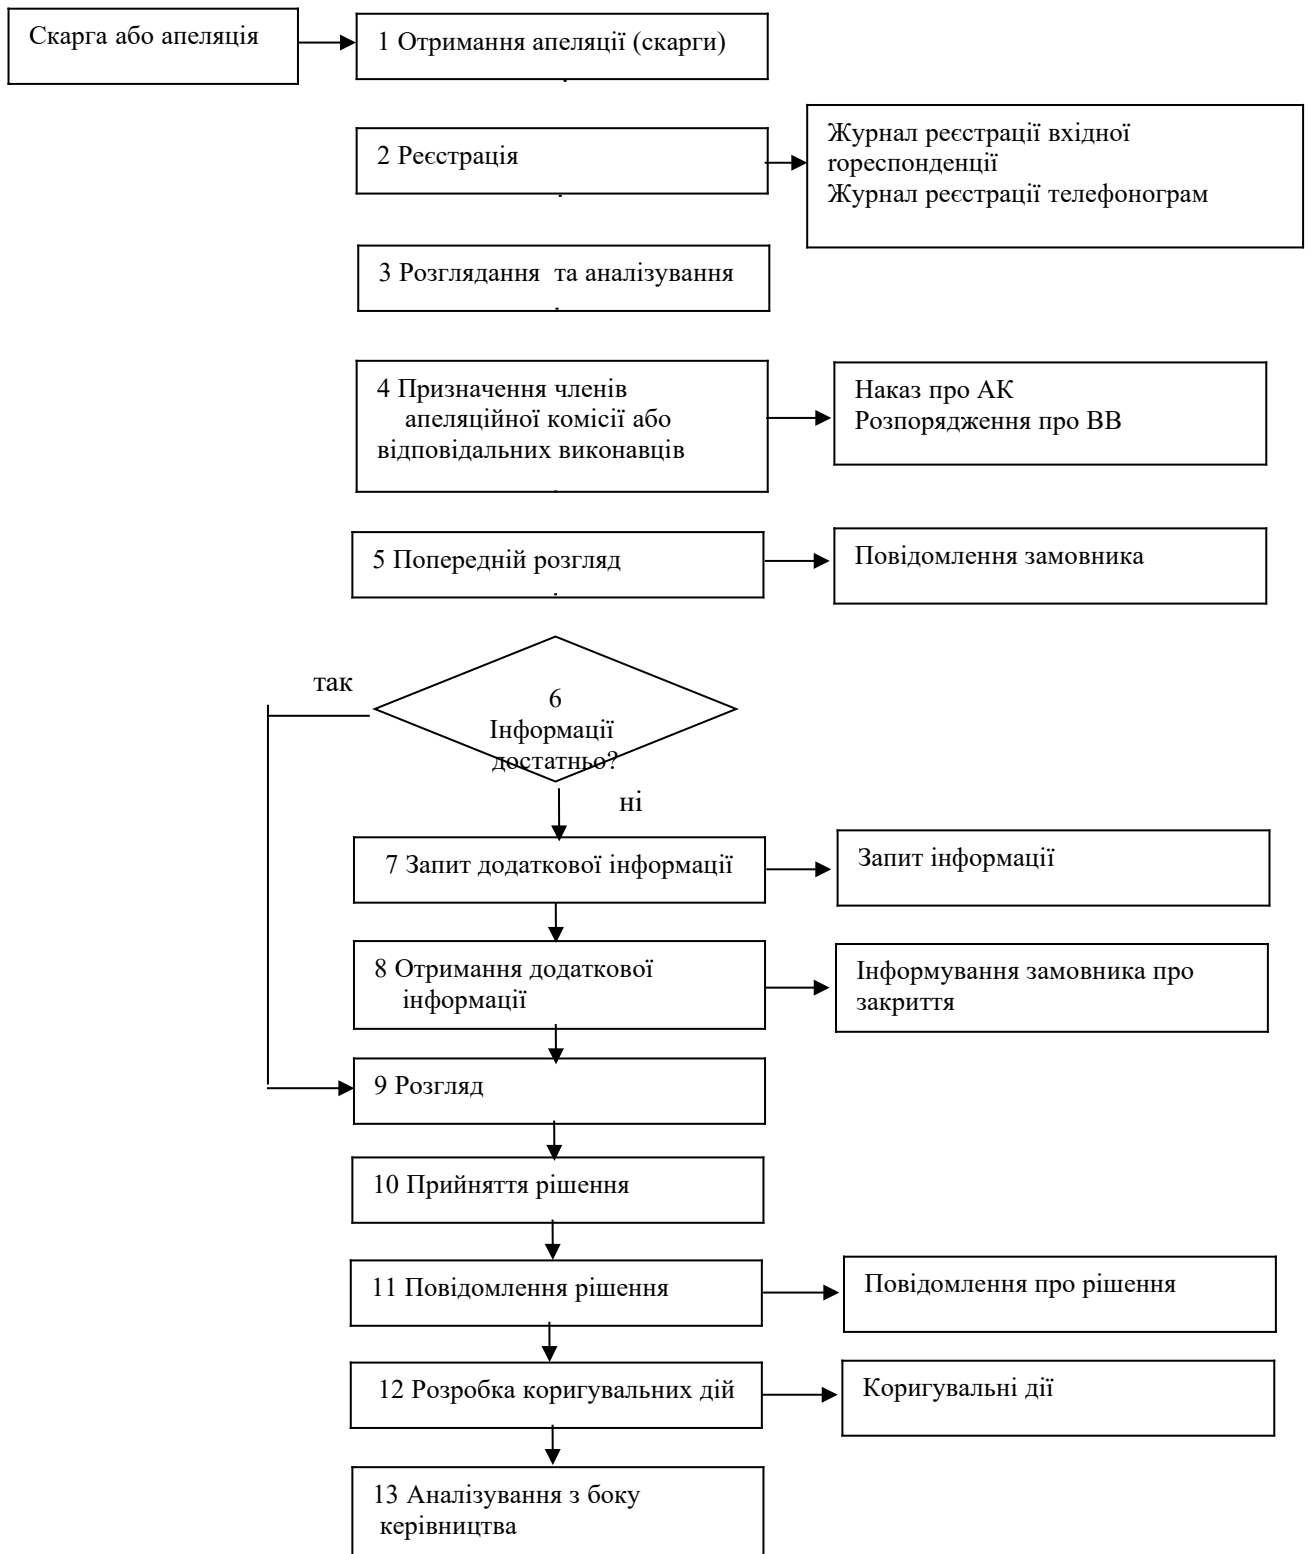 Скарга або апеляція
1 Отримання апеляції (скарги)
2 Реєстрація
Журнал реєстрації вхідної
гореспонденції
Журнал реєстрації телефонограм
3 Розглядання та аналізування
4 Призначення членів
апеляційної комісії або
відповідальних виконавців
Наказ про АК
Розпорядження про ВВ
5 Попередній розгляд
Повідомлення замовника
так
6
Інформації
достатньо?
ні
7 Запит додаткової інформації
Запит інформації
8 Отримання додаткової
інформації
Інформування замовника про
закриття
9 Розгляд
10 Прийняття рішення
11 Повідомлення рішення
Повідомлення про рішення
12 Розробка коригувальних дій
Коригувальні дії
13 Аналізування з боку
керівництва